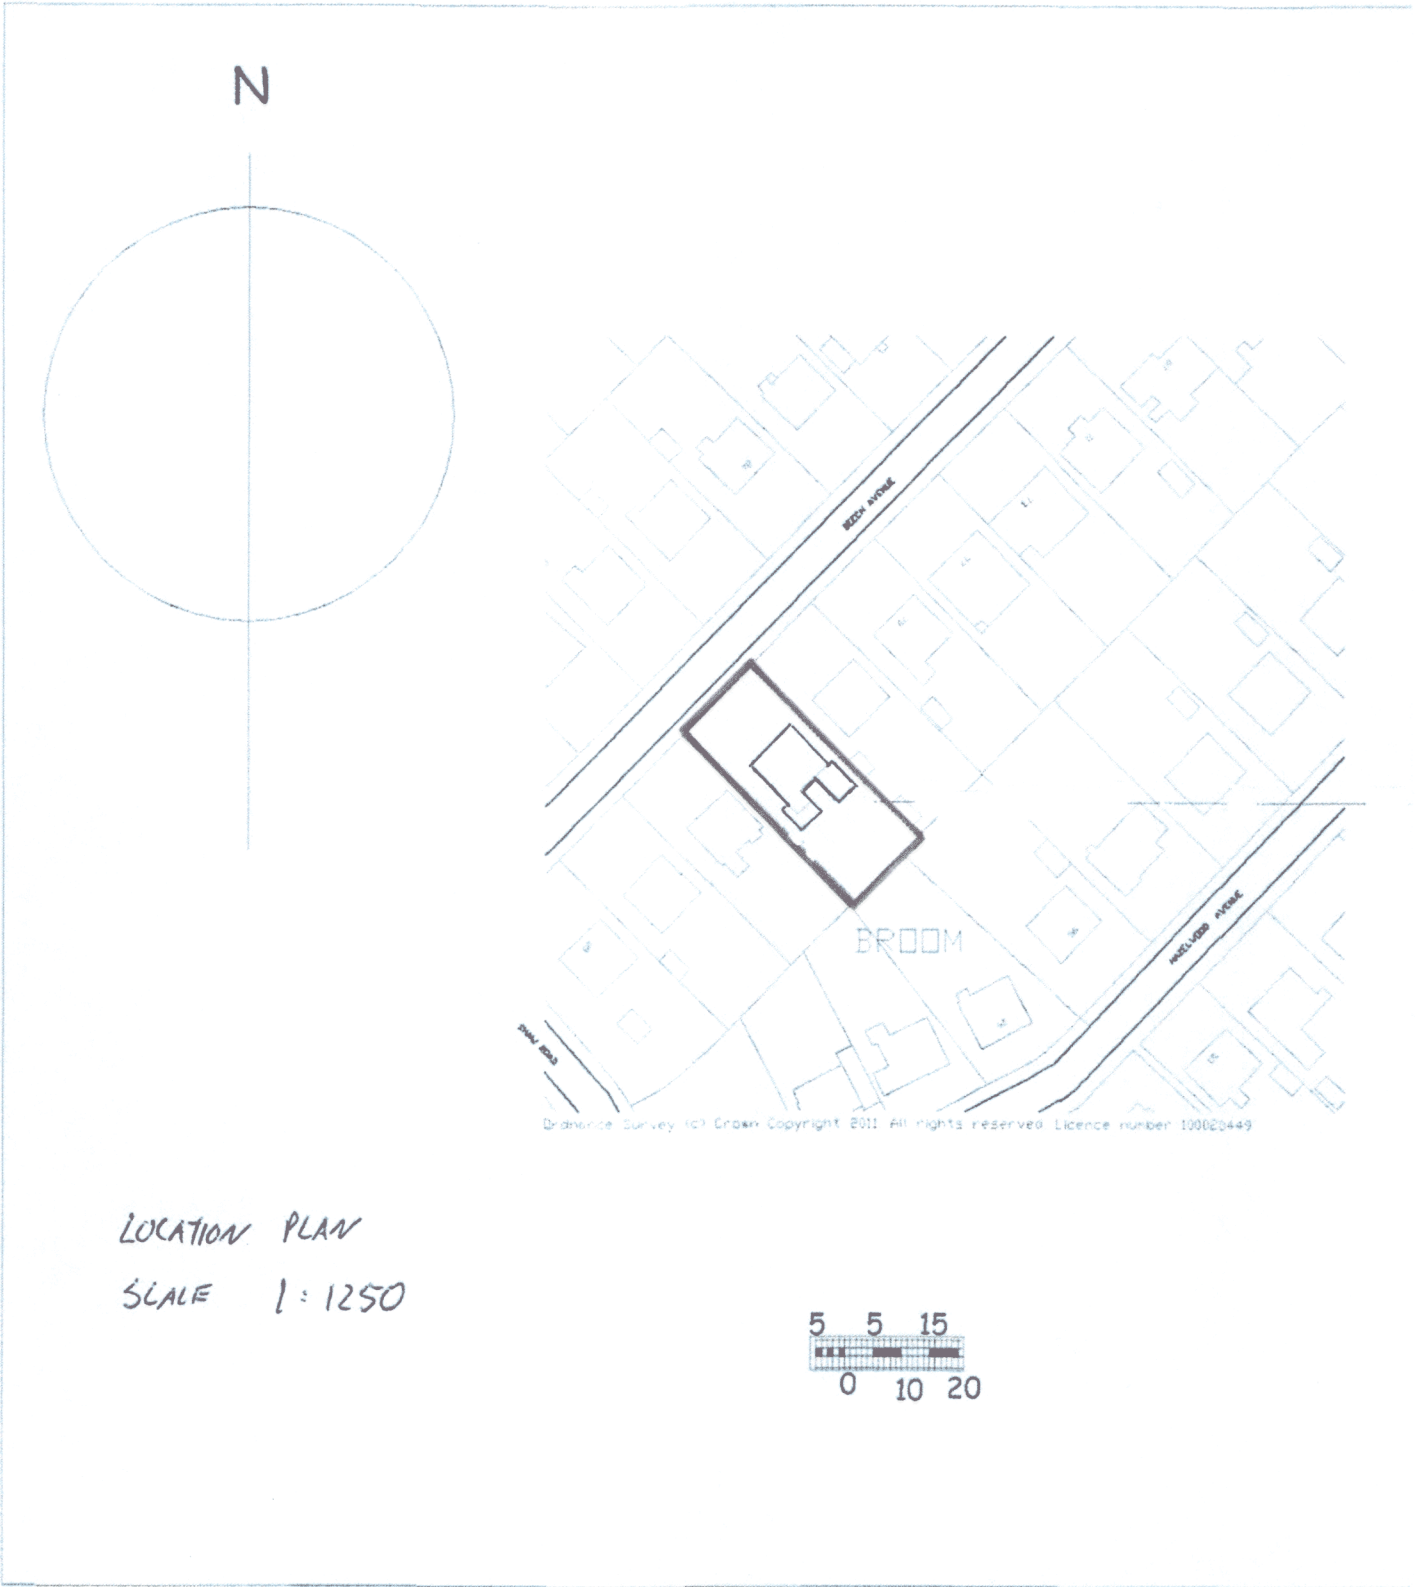 N
BEECH AVENUE
BROOM
HAZELWOOD AVENUE
SHAW ROAD
Ordnance Survey (c) Crown Copyright 2011 All rights reserved Licence number 100020449
LOCATION PLAN
SCALE 1:1250
5 5 15
0 10 20